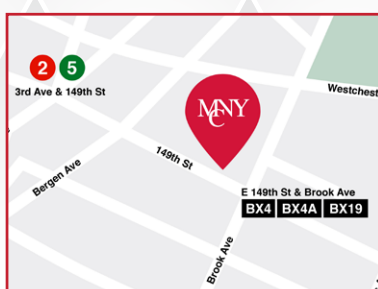 2 5
3rd Ave & 149th St
Westchest
MCNY
149th St
Bergen Ave
E 149th St & Brook Ave
BX4 BX4A BX19
Brook Ave